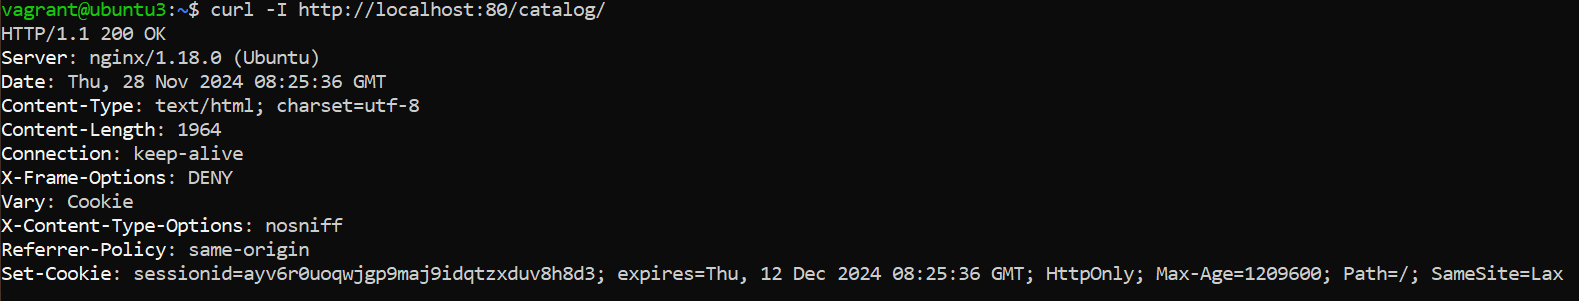 vagrant@ubuntu3:~$ curl -I http://localhost:80/catalog/
HTTP/1.1 200 OK
Server: nginx/1.18.0 (Ubuntu)
Date: Thu, 28 Nov 2024 08:25:36 GMT
Content-Type: text/html; charset=utf-8
Content-Length: 1964
Connection: keep-alive
X-Frame-Options: DENY
Vary: Cookie
X-Content-Type-Options: nosniff
Referrer-Policy: same-origin
Set-Cookie: sessionid=ayv6r0uoqwjgp9maj9idqtzxduv8h8d3; expires=Thu, 12 Dec 2024 08:25:36 GMT; HttpOnly; Max-Age=1209600; Path=/; SameSite=Lax